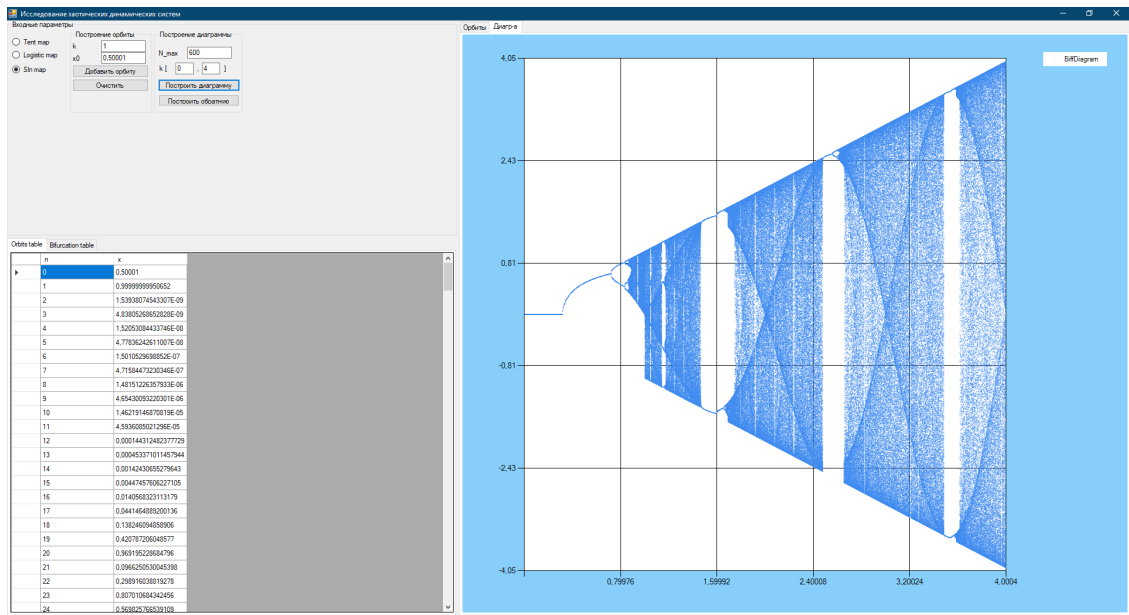 Исследование хаотических динамических систем
Входные параметры
Tent map
Logistic map
SIn map
Построение орбиты
k 1
x0 0,50001
Добавить орбиту
Очистить
Построение диаграммы
N_max 600
k [ 0 , 4 ]
Построить диаграмму
Построить обратную
Orbits table Bifurcation table
n x
0 0,50001
1 0,99999999950652
2 1,53938074543307E-09
3 4,83805268652828E-09
4 1,52053084433746E-08
5 4,77836242611007E-08
6 1,5010529698852E-07
7 4,71584473230346E-07
8 1,48151226357933E-06
9 4,65430093220301E-06
10 1,46219146870819E-05
11 4,5936085021296E-05
12 0,000144312482377729
13 0,000453371011457944
14 0,00142430655279643
15 0,00447457606227105
16 0,0140568323113179
17 0,0441464889200136
18 0,138246094858906
19 0,420787206048577
20 0,969195228684796
21 0,0966250530045398
22 0,298916038819278
23 0,807010684342456
24 0,569825766539109
Орбиты Диагр-а
BiffDiagram
4,05
2,43
0,81
-0,81
-2,43
-4,05
0,79976 1,59992 2,40008 3,20024 4,0004